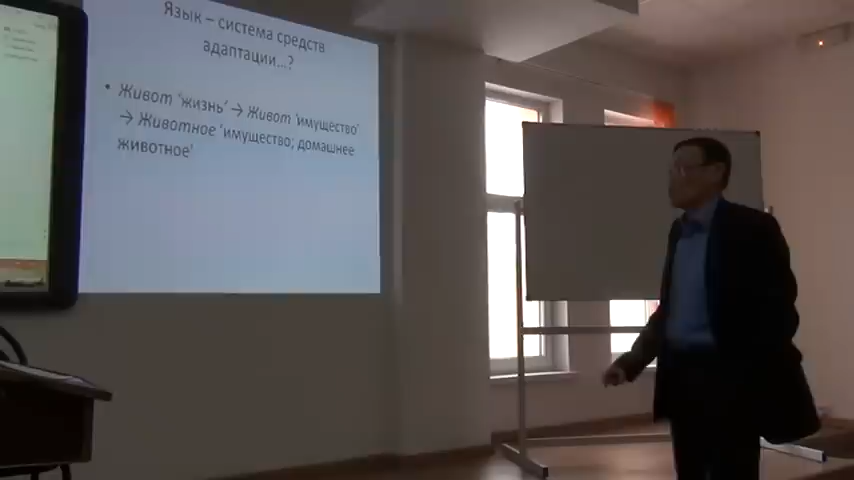 Язык – система средств
адаптации...?
• Живот 'жизнь' → Живот 'имущество'
→ Животное 'имущество; домашнее
животное'